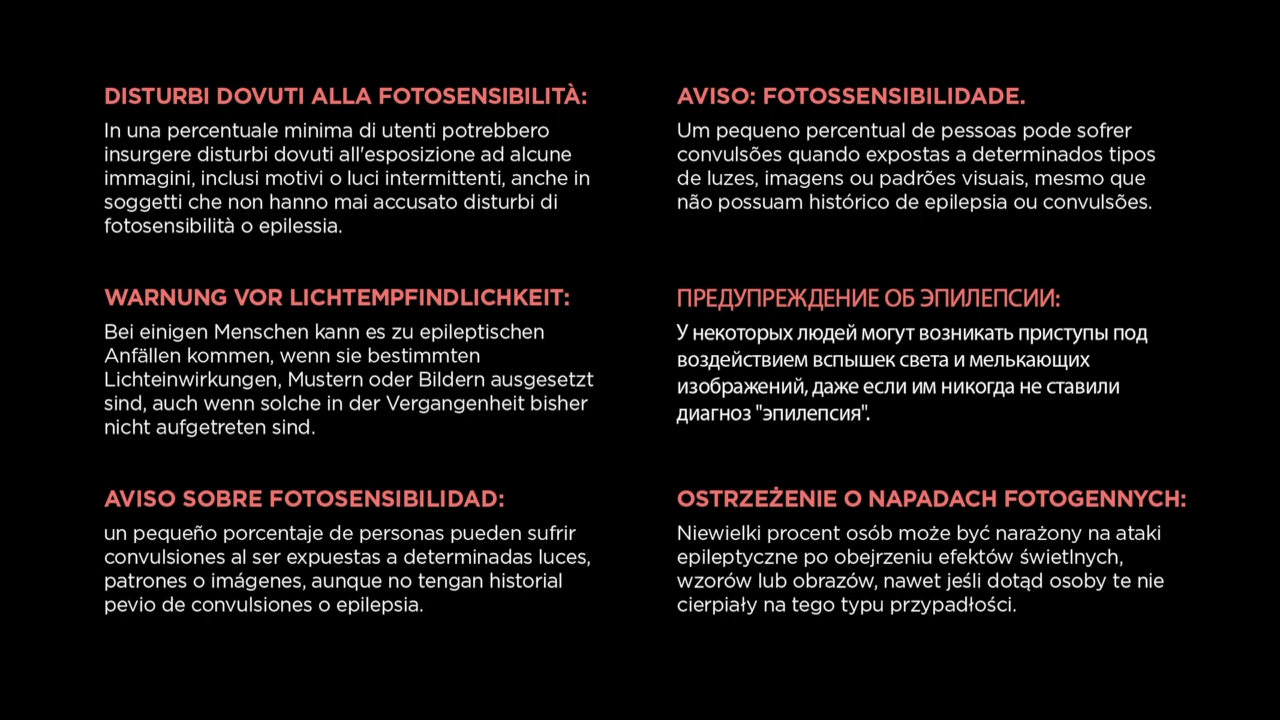 DISTURBI DOVUTI ALLA FOTOSENSIBILITÀ:
In una percentuale minima di utenti potrebbero
insurgere disturbi dovuti all'esposizione ad alcune
immagini, inclusi motivi o luci intermittenti, anche in
soggetti che non hanno mai accusato disturbi di
fotosensibilità o epilessia.
WARNUNG VOR LICHTEMPFINDLICHKEIT:
Bei einigen Menschen kann es zu epileptischen
Anfällen kommen, wenn sie bestimmten
Lichteinwirkungen, Mustern oder Bildern ausgesetzt
sind, auch wenn solche in der Vergangenheit bisher
nicht aufgetreten sind.
AVISO SOBRE FOTOSENSIBILIDAD:
un pequeño porcentaje de personas pueden sufrir
convulsiones al ser expuestas a determinadas luces,
patrones o imágenes, aunque no tengan historial
pevio de convulsiones o epilepsia.
AVISO: FOTOSSENSIBILIDADE.
Um pequeno percentual de pessoas pode sofrer
convulsões quando expostas a determinados tipos
de luzes, imagens ou padrões visuais, mesmo que
não possuam histórico de epilepsia ou convulsões.
ПРЕДУПРЕЖДЕНИЕ ОБ ЭПИЛЕПСИИ:
У некоторых людей могут возникать приступы под
воздействием вспышек света и мелькающих
изображений, даже если им никогда не ставили
диагноз "эпилепсия".
OSTRZEŻENIE O NAPADACH FOTOGENNYCH:
Niewielki procent osób może być narażony na ataki
epileptyczne po obejrzeniu efektów świetlnych,
wzorów lub obrazów, nawet jeśli dotąd osoby te nie
cierpiały na tego typu przypadłości.